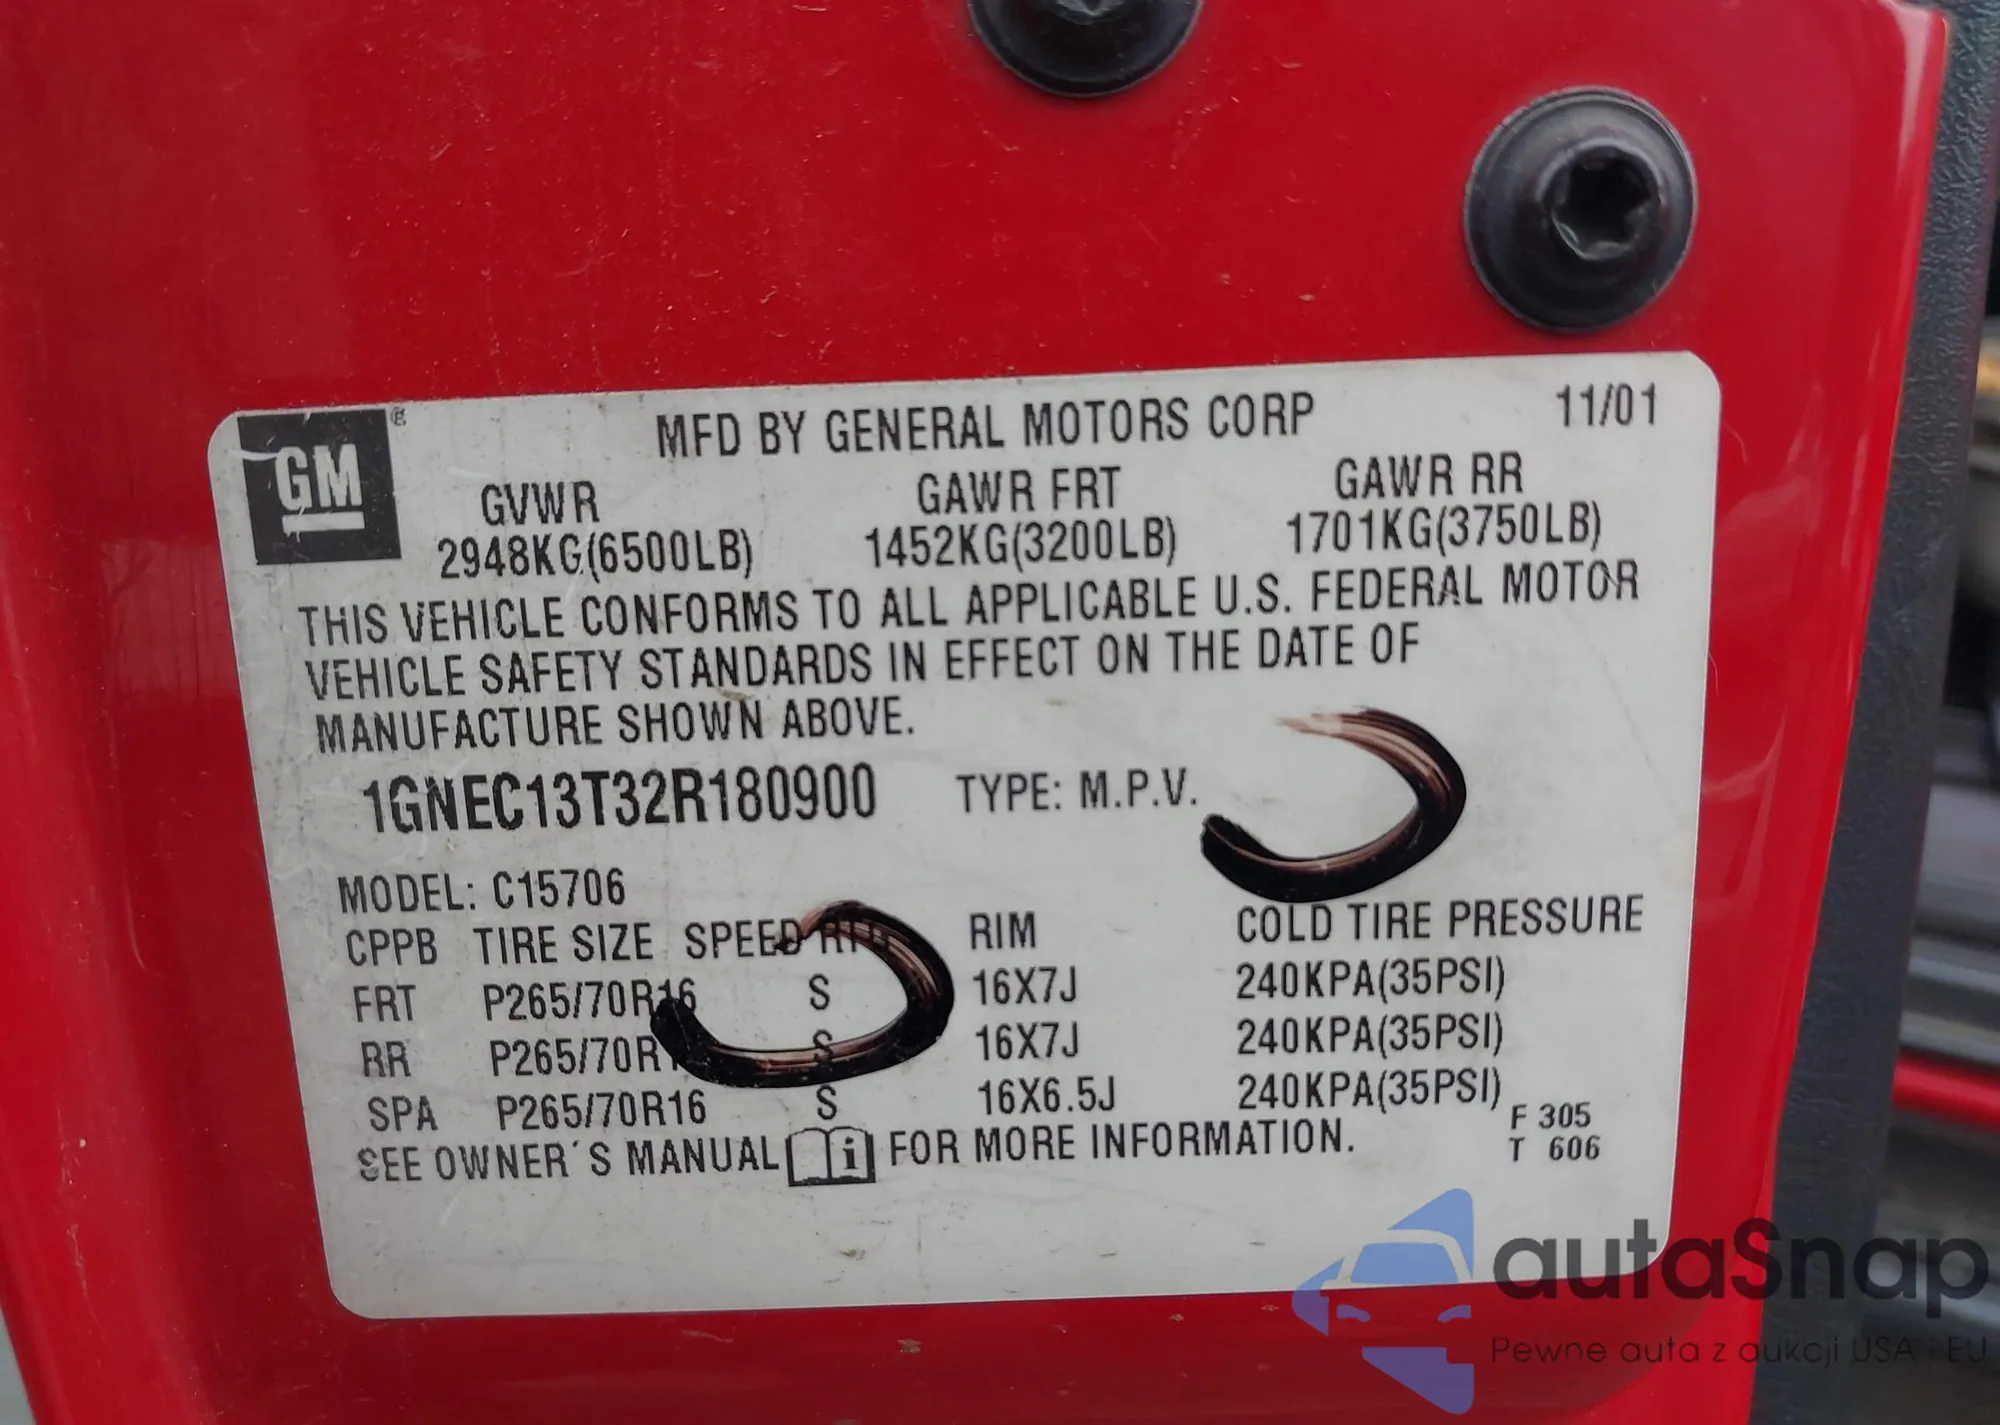 GM ®
MFD BY GENERAL MOTORS CORP 11/01
GVWR GAWR FRT GAWR RR
2948KG(6500LB) 1452KG(3200LB) 1701KG(3750LB)
THIS VEHICLE CONFORMS TO ALL APPLICABLE U.S. FEDERAL MOTOR
VEHICLE SAFETY STANDARDS IN EFFECT ON THE DATE OF
MANUFACTURE SHOWN ABOVE.
1GNEC13T32R180900 TYPE: M.P.V.
MODEL: C15706
CPPB TIRE SIZE SPEED RTG RIM COLD TIRE PRESSURE
FRT P265/70R16 S 16X7J 240KPA(35PSI)
RR S 16X7J 240KPA(35PSI)
SPA P265/70R16 S 16X6.5J 240KPA(35PSI)
SEE OWNER´S MANUAL i FOR MORE INFORMATION.
F 305
T 606
autaSnap
Pewne auta z aukcji USA i EU